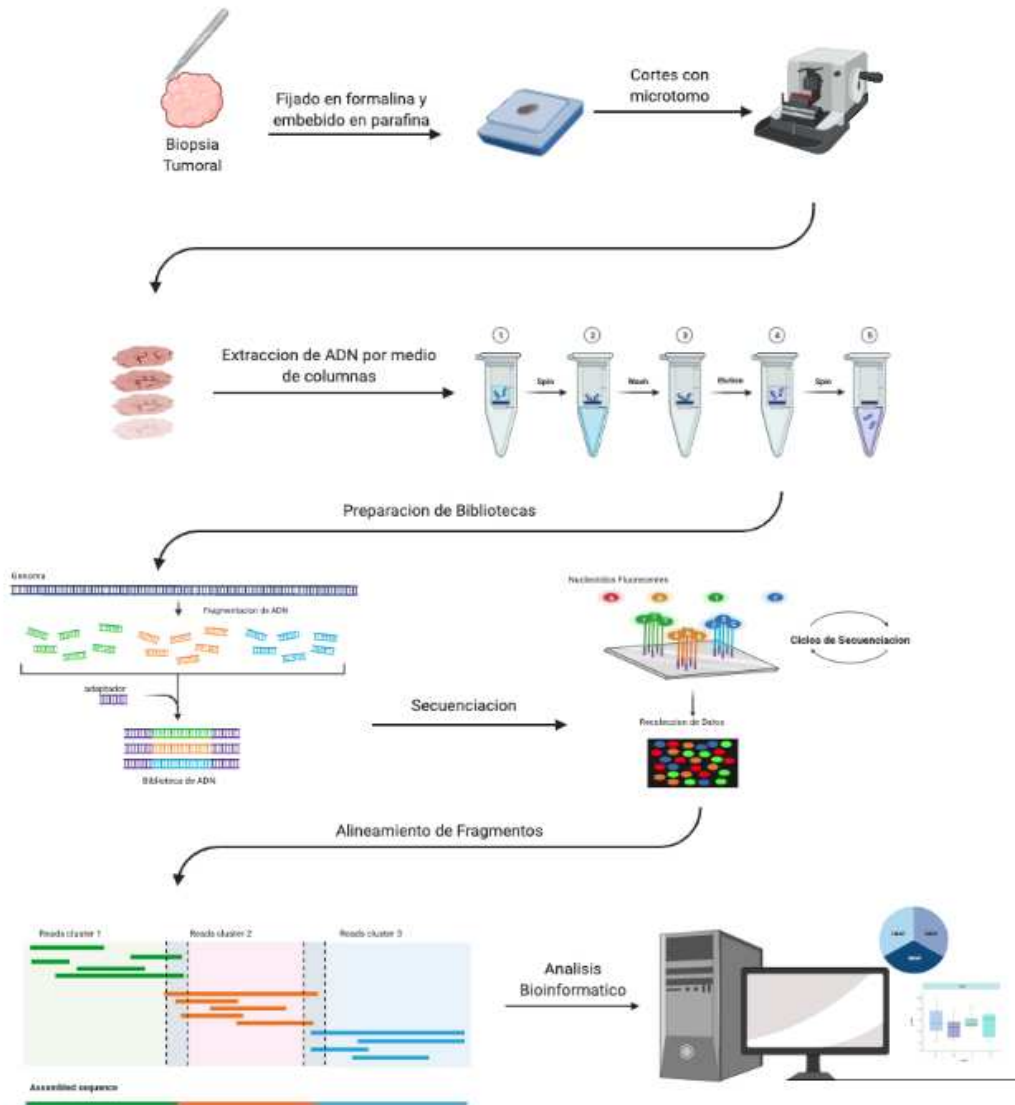 Biopsia
Tumoral
Fijado en formalina y
embebido en parafina
Cortes con
microtomo
Extraccion de ADN por medio
de columnas
1
2
3
4
5
Spin
Wash
Elution
Spin
Preparacion de Bibliotecas
Genoma
Fragmentacion de ADN
adaptador
Biblioteca de ADN
Secuenciacion
Nucleotidos Fluorescentes
Ciclos de Secuenciacion
Recoleccion de Datos
Alineamiento de Fragmentos
Reads cluster 1
Reads cluster 2
Reads cluster 3
Assembled sequence
Analisis
Bioinformatico